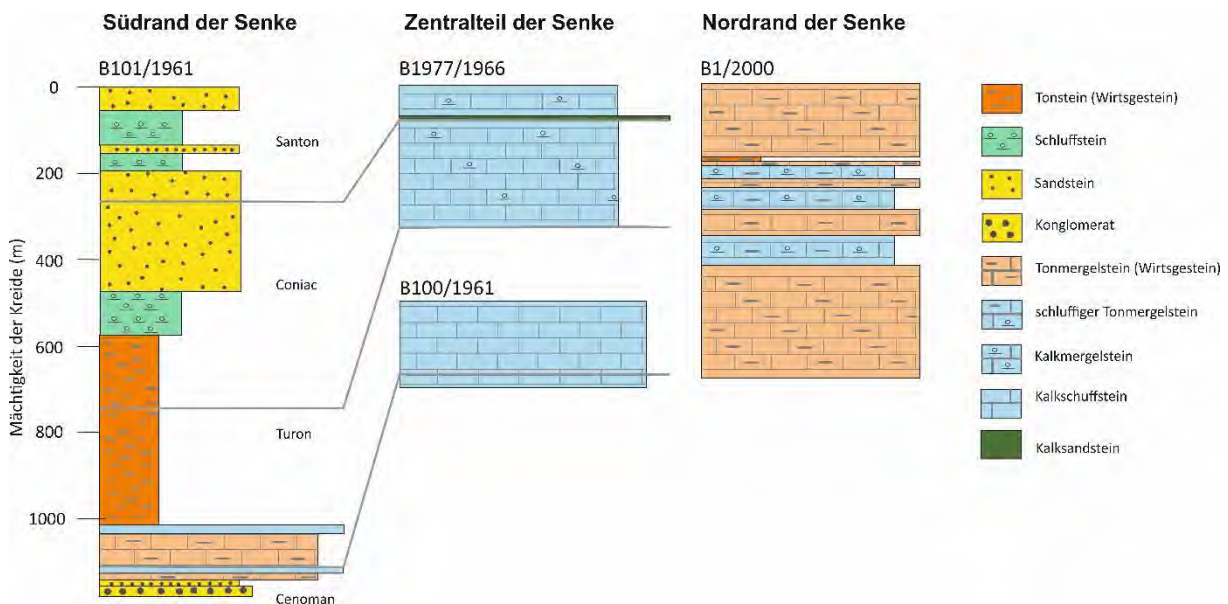 Südrand der Senke
Zentralteil der Senke
Nordrand der Senke
B101/1961
B1977/1966
B1/2000
Mächtigkeit der Kreide (m)
0
200
400
600
800
1000
Santon
Coniac
Turon
Cenoman
B100/1961
Tonstein (Wirtsgestein)
Schluffstein
Sandstein
Konglomerat
Tonmergelstein (Wirtsgestein)
schluffiger Tonmergelstein
Kalkmergelstein
Kalkschuffstein
Kalksandstein